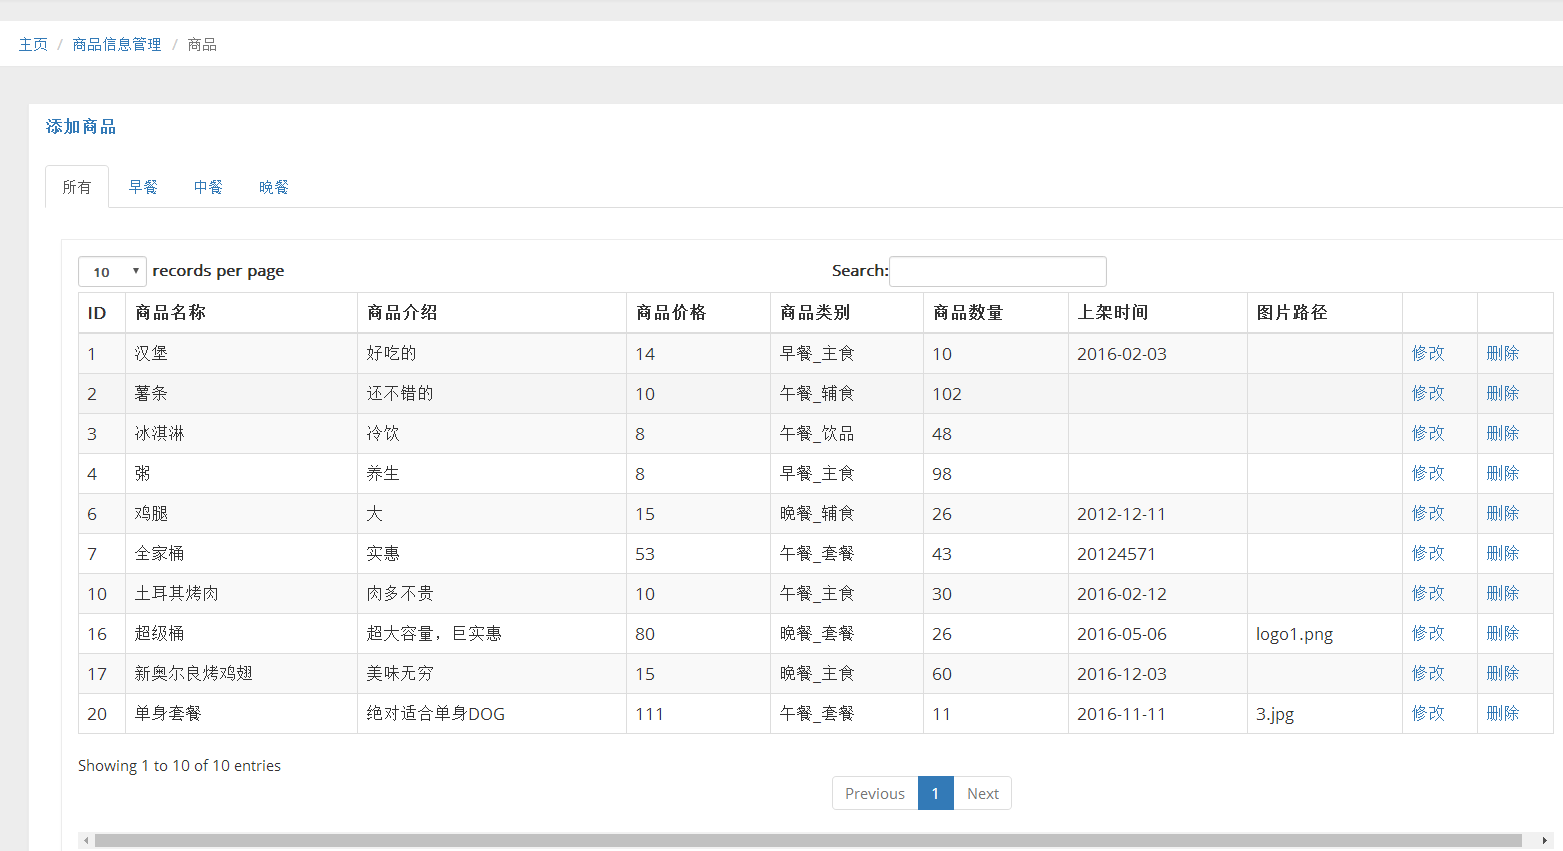 主页 / 商品信息管理 / 商品
添加商品
所有 早餐 中餐 晚餐
10 records per page Search:
ID 商品名称 商品介绍 商品价格 商品类别 商品数量 上架时间 图片路径
1 汉堡 好吃的 14 早餐_主食 10 2016-02-03 修改 删除
2 薯条 还不错的 10 午餐_辅食 102 修改 删除
3 冰淇淋 冷饮 8 午餐_饮品 48 修改 删除
4 粥 养生 8 早餐_主食 98 修改 删除
6 鸡腿 大 15 晚餐_辅食 26 2012-12-11 修改 删除
7 全家桶 实惠 53 午餐_套餐 43 20124571 修改 删除
10 土耳其烤肉 肉多不贵 10 午餐_主食 30 2016-02-12 修改 删除
16 超级桶 超大容量，巨实惠 80 晚餐_套餐 26 2016-05-06 logo1.png 修改 删除
17 新奥尔良烤鸡翅 美味无穷 15 晚餐_主食 60 2016-12-03 修改 删除
20 单身套餐 绝对适合单身DOG 111 午餐_套餐 11 2016-11-11 3.jpg 修改 删除
Showing 1 to 10 of 10 entries
Previous 1 Next